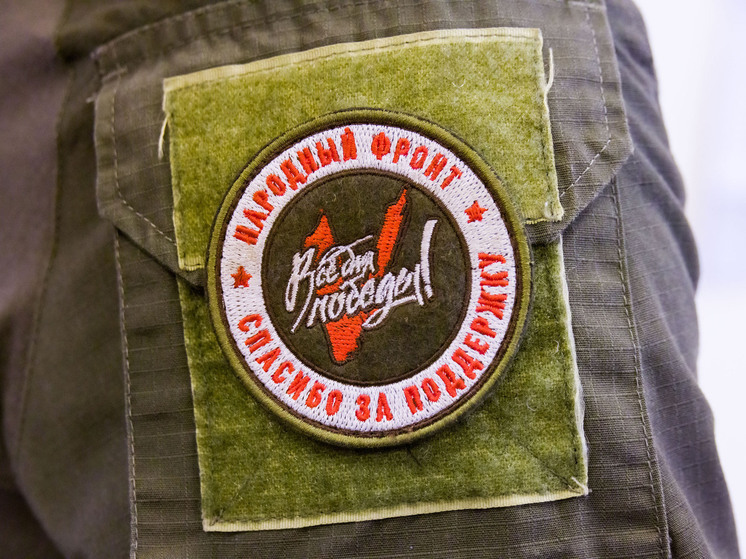 НАРОДНЫЙ ФРОНТ
Всё для
победы!
СПАСИБО ЗА ПОДДЕРЖКУ